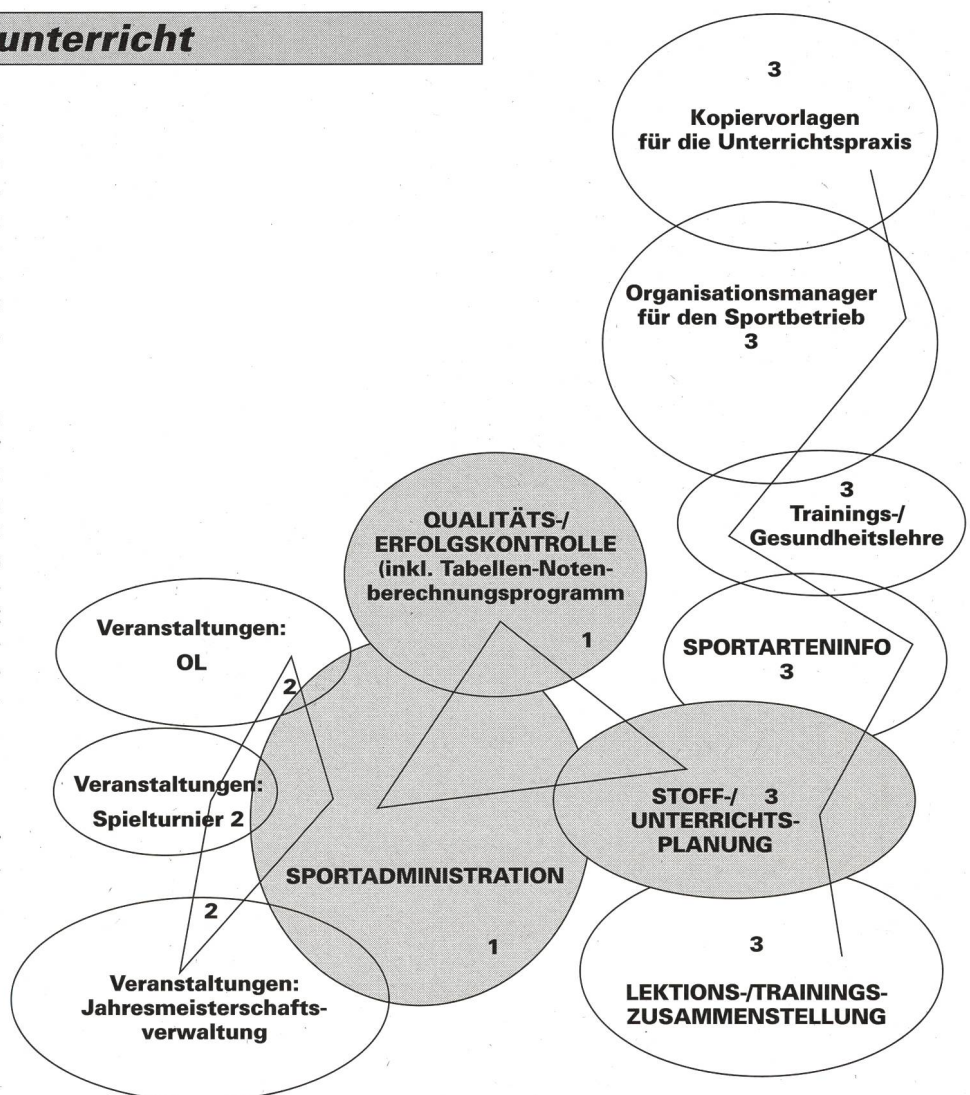 unterricht
3
Kopiervorlagen
für die Unterrichtspraxis
Organisationsmanager
für den Sportbetrieb
3
3
Trainings-/
Gesundheitslehre
QUALITÄTS-/
ERFOLGSKONTROLLE
(inkl. Tabellen-Noten-
berechnungsprogramm
1
SPORTARTENINFO
3
Veranstaltungen:
OL
2
Veranstaltungen:
Spielturnier 2
STOFF-/ 3
UNTERRICHTS-
PLANUNG
SPORTADMINISTRATION
1
2
Veranstaltungen:
Jahresmeisterschafts-
verwaltung
3
LEKTIONS-/TRAININGS-
ZUSAMMENSTELLUNG